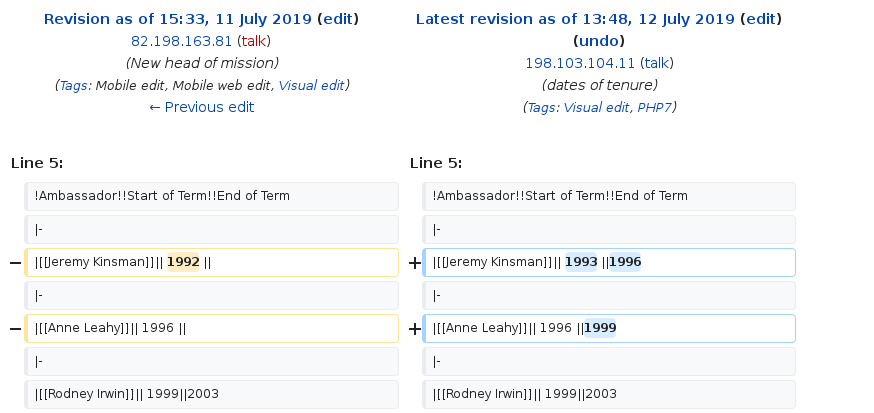 Revision as of 15:33, 11 July 2019 (edit)
82.198.163.81 (talk)
(New head of mission)
(Tags: Mobile edit, Mobile web edit, Visual edit)
← Previous edit
Latest revision as of 13:48, 12 July 2019 (edit)
(undo)
198.103.104.11 (talk)
(dates of tenure)
(Tags: Visual edit, PHP7)
Line 5:
Line 5:
!Ambassador!!Start of Term!!End of Term
!Ambassador!!Start of Term!!End of Term
|-
|-
− |[[Jeremy Kinsman]]|| 1992 ||
+ |[[Jeremy Kinsman]]|| 1993 ||1996
|-
|-
− |[[Anne Leahy]]|| 1996 ||
+ |[[Anne Leahy]]|| 1996 ||1999
|-
|-
|[[Rodney Irwin]]|| 1999||2003
|[[Rodney Irwin]]|| 1999||2003